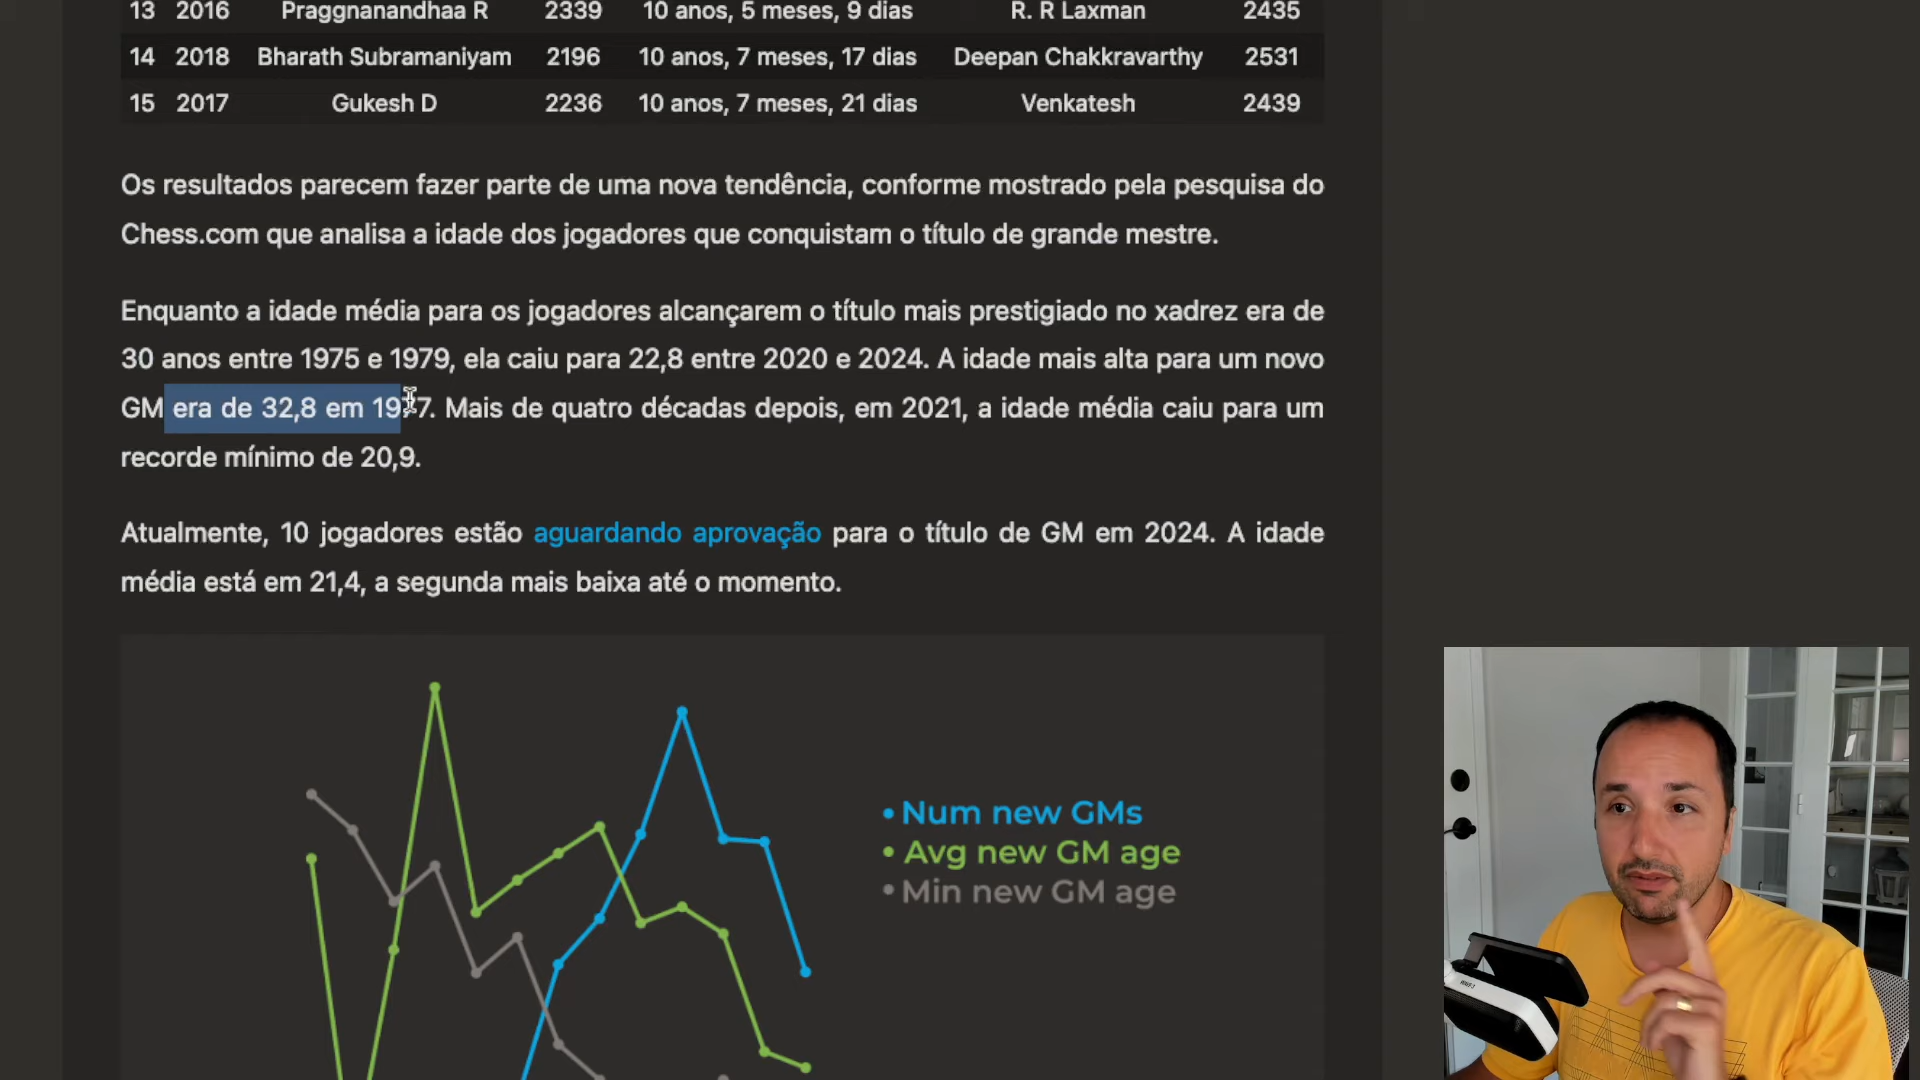 13 2016 Praggnanandhaa R 2339 10 anos, 5 meses, 9 dias R. R Laxman 2435
14 2018 Bharath Subramaniyam 2196 10 anos, 7 meses, 17 dias Deepan Chakkravarthy 2531
15 2017 Gukesh D 2236 10 anos, 7 meses, 21 dias Venkatesh 2439
Os resultados parecem fazer parte de uma nova tendência, conforme mostrado pela pesquisa do
Chess.com que analisa a idade dos jogadores que conquistam o título de grande mestre.
Enquanto a idade média para os jogadores alcançarem o título mais prestigiado no xadrez era de
30 anos entre 1975 e 1979, ela caiu para 22,8 entre 2020 e 2024. A idade mais alta para um novo
GM era de 32,8 em 1977. Mais de quatro décadas depois, em 2021, a idade média caiu para um
recorde mínimo de 20,9.
Atualmente, 10 jogadores estão aguardando aprovação para o título de GM em 2024. A idade
média está em 21,4, a segunda mais baixa até o momento.
Num new GMs
Avg new GM age
Min new GM age